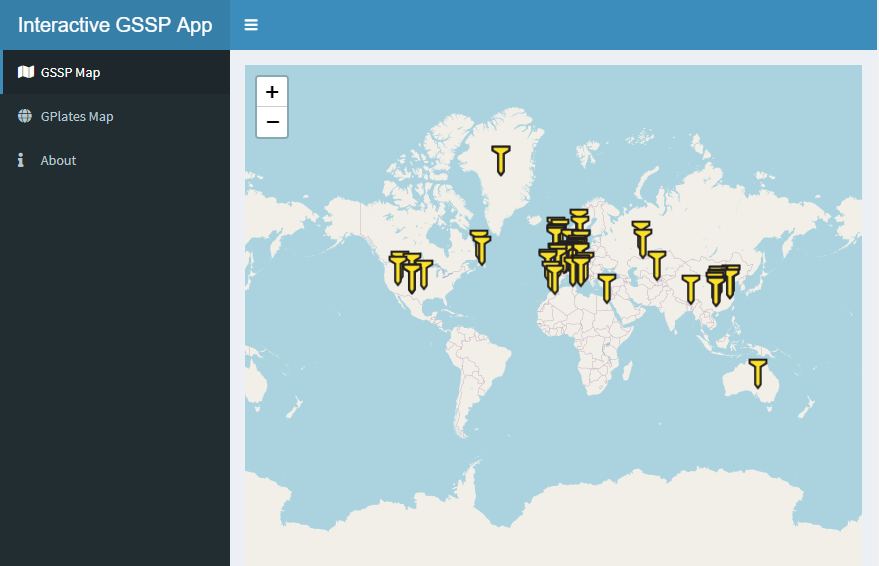 Interactive GSSP App
GSSP Map
GPlates Map
About
+
−